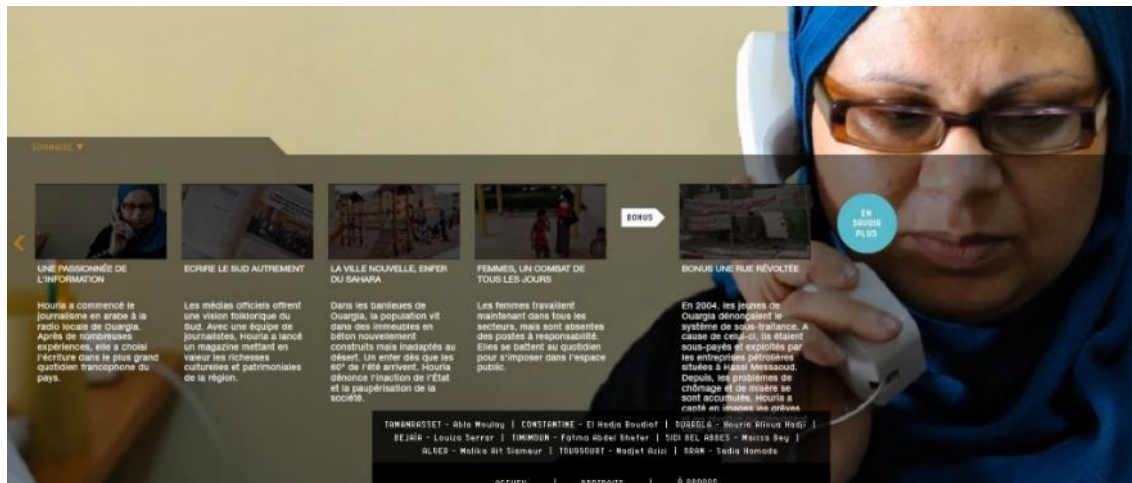 SOMMAIRE ▼
UNE PASSIONNÉE DE
L'INFORMATION
Houria a commencé le
journalisme en arabe à la
radio locale de Ouargla.
Après de nombreuses
expériences, elle a choisi
l'écriture dans le plus grand
quotidien francophone du
pays.
ECRIRE LE SUD AUTREMENT
Les médias officiels offrent
une vision folklorique du
Sud. Avec une équipe de
journalistes, Houria a lancé
un magazine mettant en
valeur les richesses
culturelles et patrimoniales
de la région.
LA VILLE NOUVELLE, ENFER
DU SAHARA
Dans les banlieues de
Ouargla, la population vit
dans des immeubles en
béton nouvellement
construits mais inadaptés au
désert. Un enfer dès que les
60° de l'été arrivent. Houria
dénonce l'inaction de l'État
et la paupérisation de la
société.
FEMMES, UN COMBAT DE
TOUS LES JOURS
Les femmes travaillent
maintenant dans tous les
secteurs, mais sont absentes
des postes à responsabilité.
Elles se battent au quotidien
pour s'imposer dans l'espace
public.
BONUS
BONUS UNE RUE RÉVOLTÉE
En 2004, les jeunes de
Ouargla dénonçaient le
système de sous-traitance. A
cause de celui-ci, ils étaient
sous-payés et exploités par
les entreprises pétrolières
situées à Hassi Messaoud.
Depuis, les problèmes de
chômage et de misère se
sont accumulés. Houria a
capté en images les grèves
EN
SAVOIR
PLUS
TAMANRASSET - Abla Moulay | CONSTANTINE - El Hadja Boudiaf | OUARGLA - Houria Alioua Hadji |
BEJAÏA - Louiza Serrar | TIMIMOUN - Fatma Abdel Ghefer | SIDI BEL ABBES - Maissa Bey |
ALGER - Malika Ait Siameur | TOUGGOURT - Nadjet Azizi | ORAN - Sadia Hamade
ACCUEIL | PORTRAITS | À PROPOS